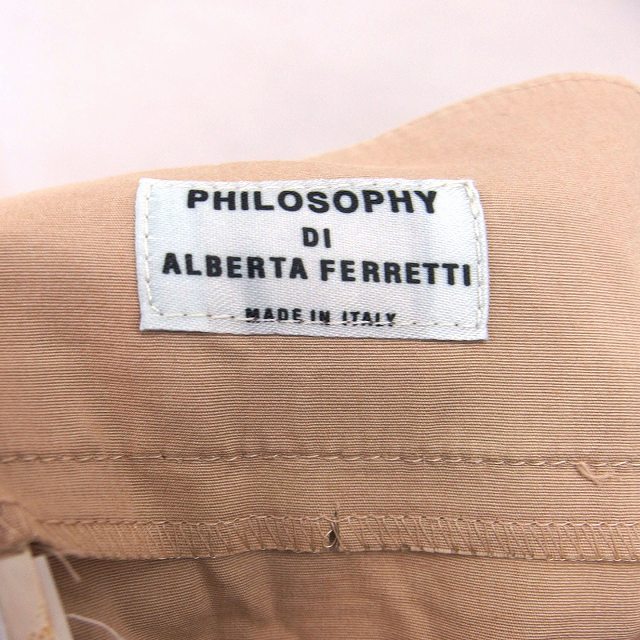 PHILOSOPHY
DI
ALBERTA FERRETTI
MADE IN ITALY